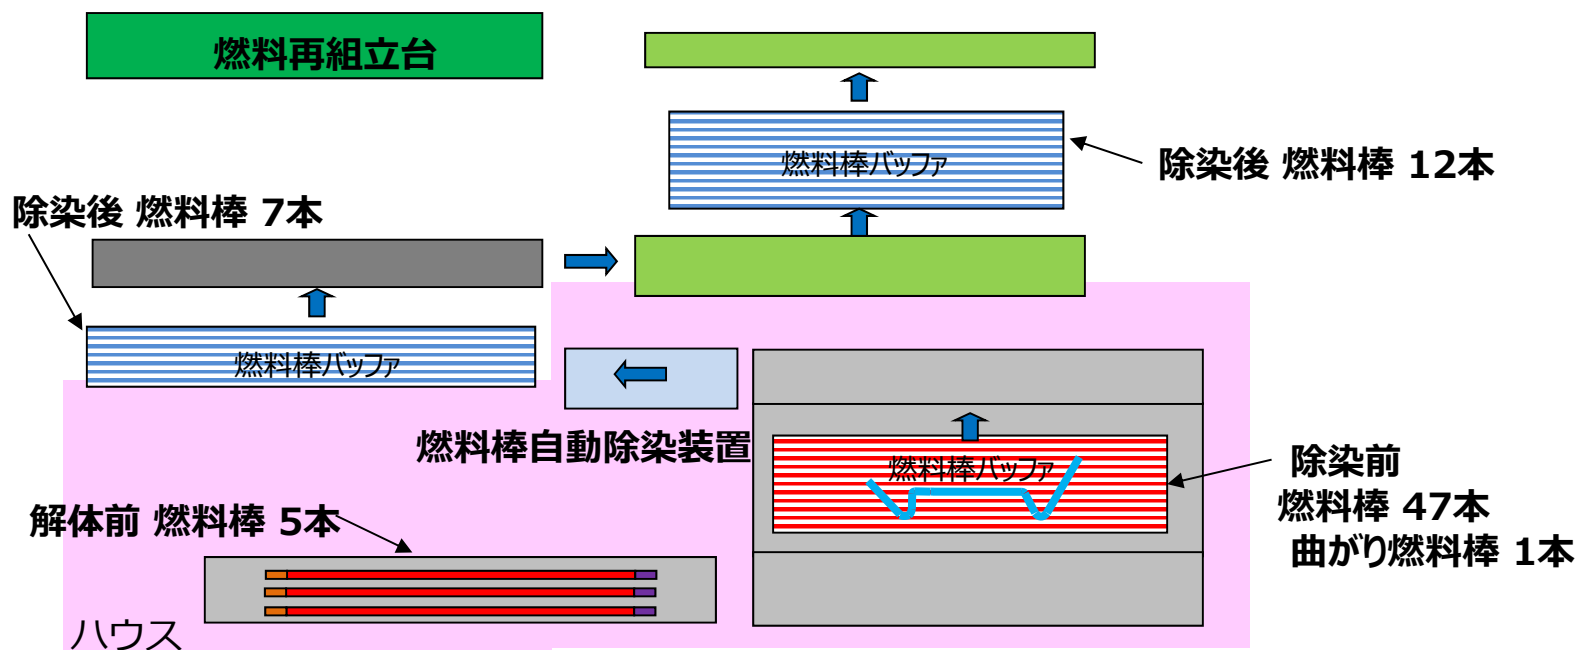 燃料再組立台
燃料棒バッファ
除染後 燃料棒 12本
除染後 燃料棒 7本
燃料棒バッファ
燃料棒自動除染装置
燃料棒バッファ
除染前
燃料棒 47本
曲がり燃料棒 1本
解体前 燃料棒 5本
ハウス